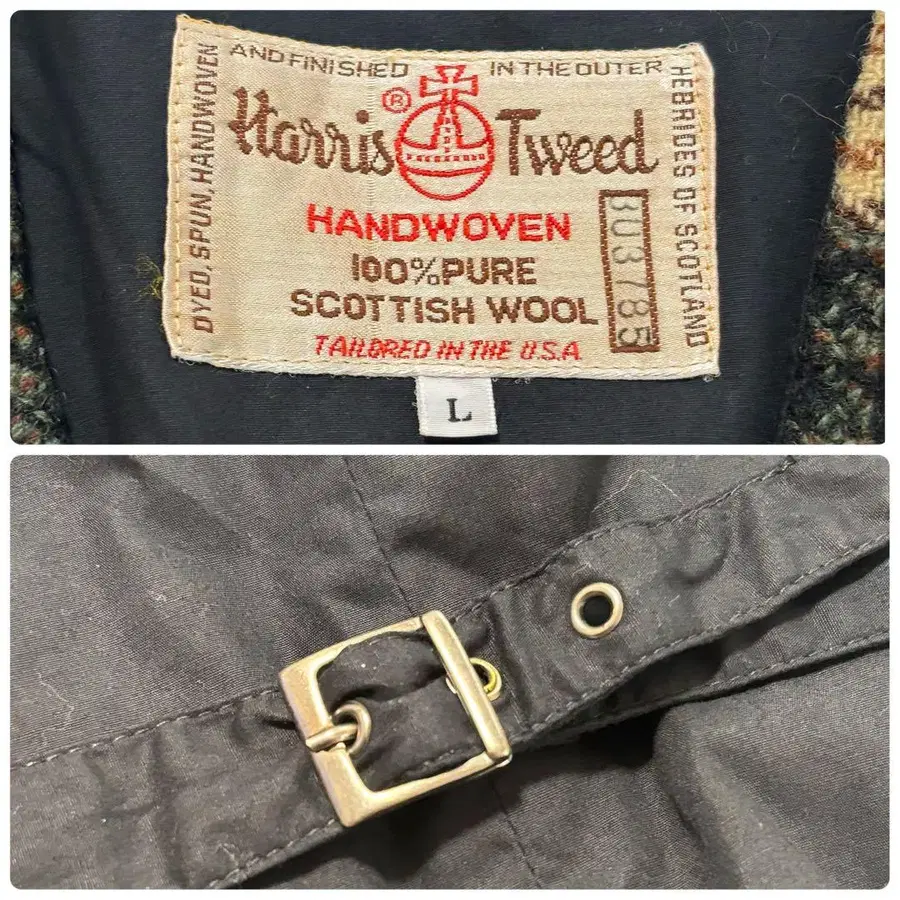 AND FINISHED IN THE OUTER
DYED, SPUN, HANDWOVEN
HEBRIDES OF SCOTLAND
Harris ® Tweed
HANDWOVEN
100% PURE
SCOTTISH WOOL
TAILORED IN THE U.S.A
3037785
L